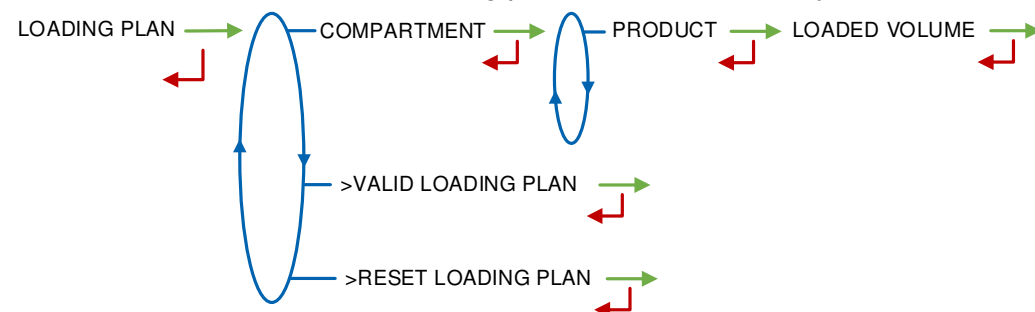 LOADING PLAN COMPARTMENT PRODUCT LOADED VOLUME
>VALID LOADING PLAN
>RESET LOADING PLAN